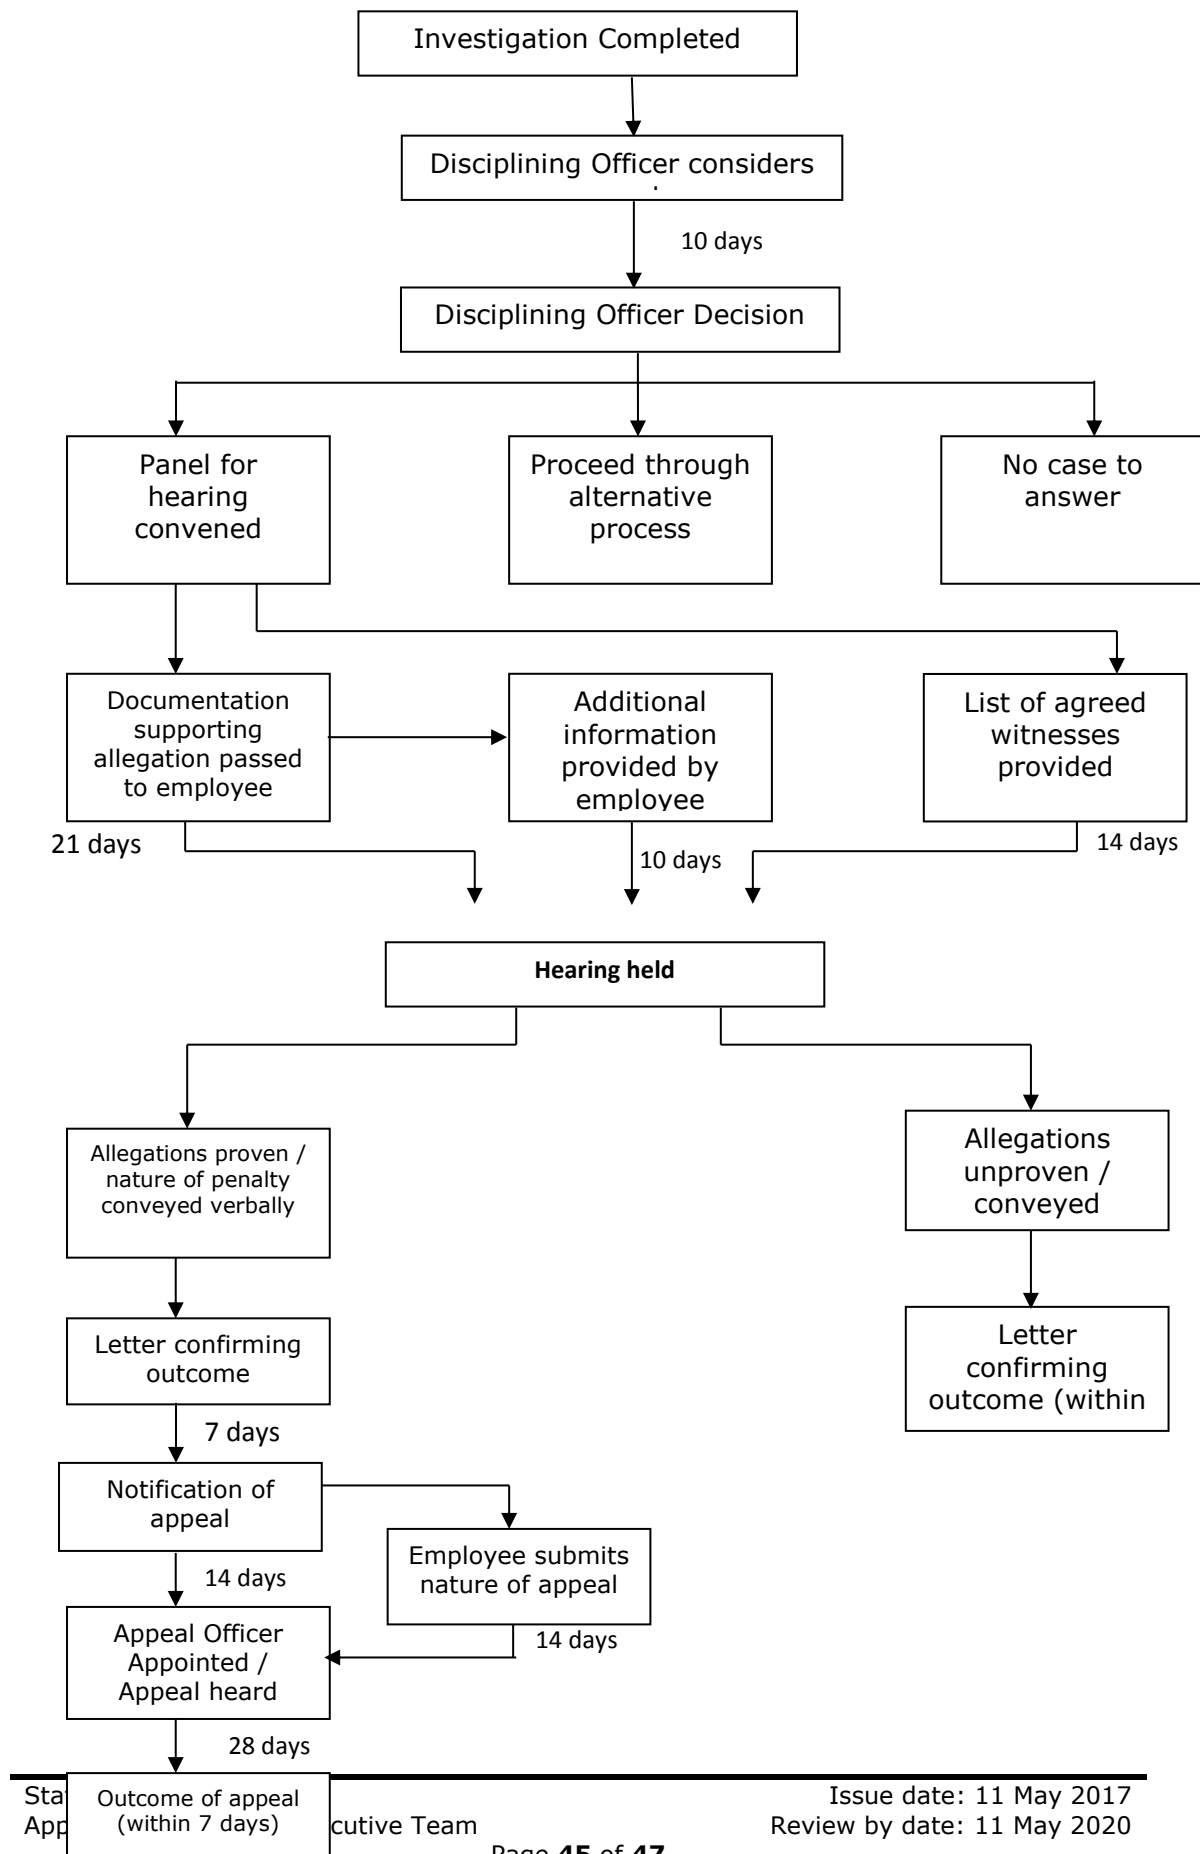 Investigation Completed
Disciplining Officer considers
10 days
Disciplining Officer Decision
Panel for
hearing
convened
Proceed through
alternative
process
No case to
answer
Documentation
supporting
allegation passed
to employee
Additional
information
provided by
employee
List of agreed
witnesses
provided
21 days
10 days
14 days
Hearing held
Allegations proven /
nature of penalty
conveyed verbally
Allegations
unproven /
conveyed
Letter confirming
outcome
Letter
confirming
outcome (within
7 days
Notification of
appeal
Employee submits
nature of appeal
14 days
14 days
Appeal Officer
Appointed /
Appeal heard
28 days
Outcome of appeal
(within 7 days)
Issue date: 11 May 2017
Team
Review by date: 11 May 2020
Page 45 of 47